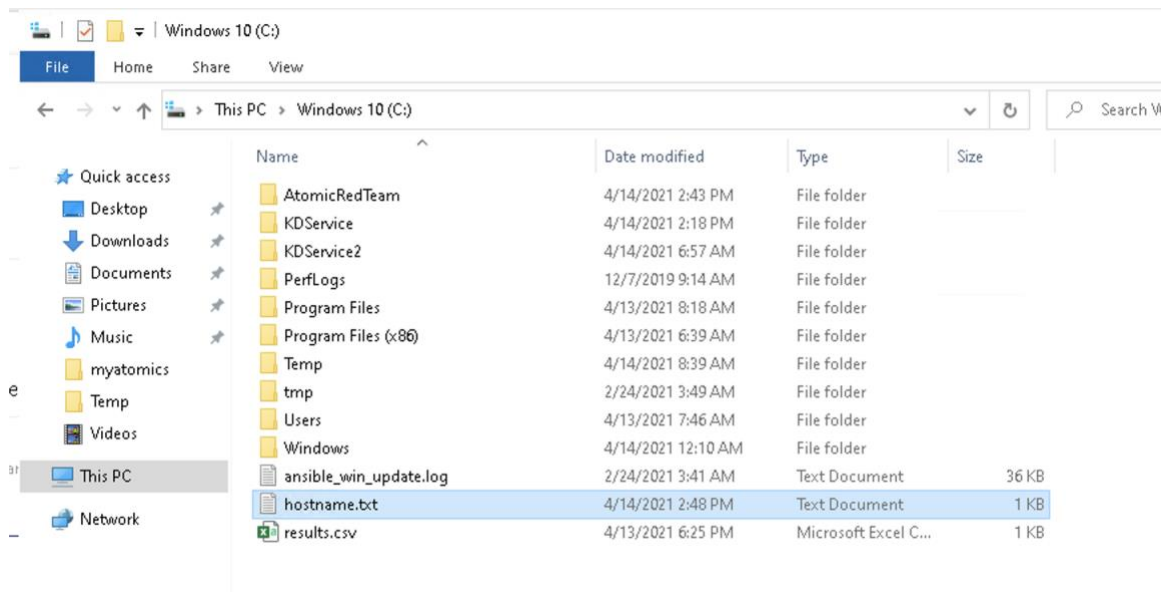 Windows 10 (C:)
File Home Share View
This PC > Windows 10 (C:) Search
Name Date modified Type Size
Quick access
Desktop
Downloads
Documents
Pictures
Music
myatomics
Temp
Videos
This PC
Network
AtomicRedTeam 4/14/2021 2:43 PM File folder
KDService 4/14/2021 2:18 PM File folder
KDService2 4/14/2021 6:57 AM File folder
PerfLogs 12/7/2019 9:14 AM File folder
Program Files 4/13/2021 8:18 AM File folder
Program Files (x86) 4/13/2021 6:39 AM File folder
Temp 4/14/2021 8:39 AM File folder
tmp 2/24/2021 3:49 AM File folder
Users 4/13/2021 7:46 AM File folder
Windows 4/14/2021 12:10 AM File folder
ansible_win_update.log 2/24/2021 3:41 AM Text Document 36 KB
hostname.txt 4/14/2021 2:48 PM Text Document 1 KB
results.csv 4/13/2021 6:25 PM Microsoft Excel C... 1 KB